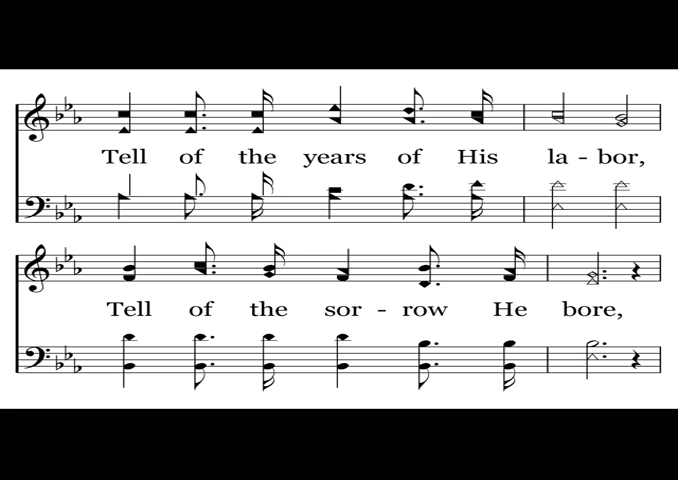 Tell of the years of His la - bor,
Tell of the sor - row He bore,